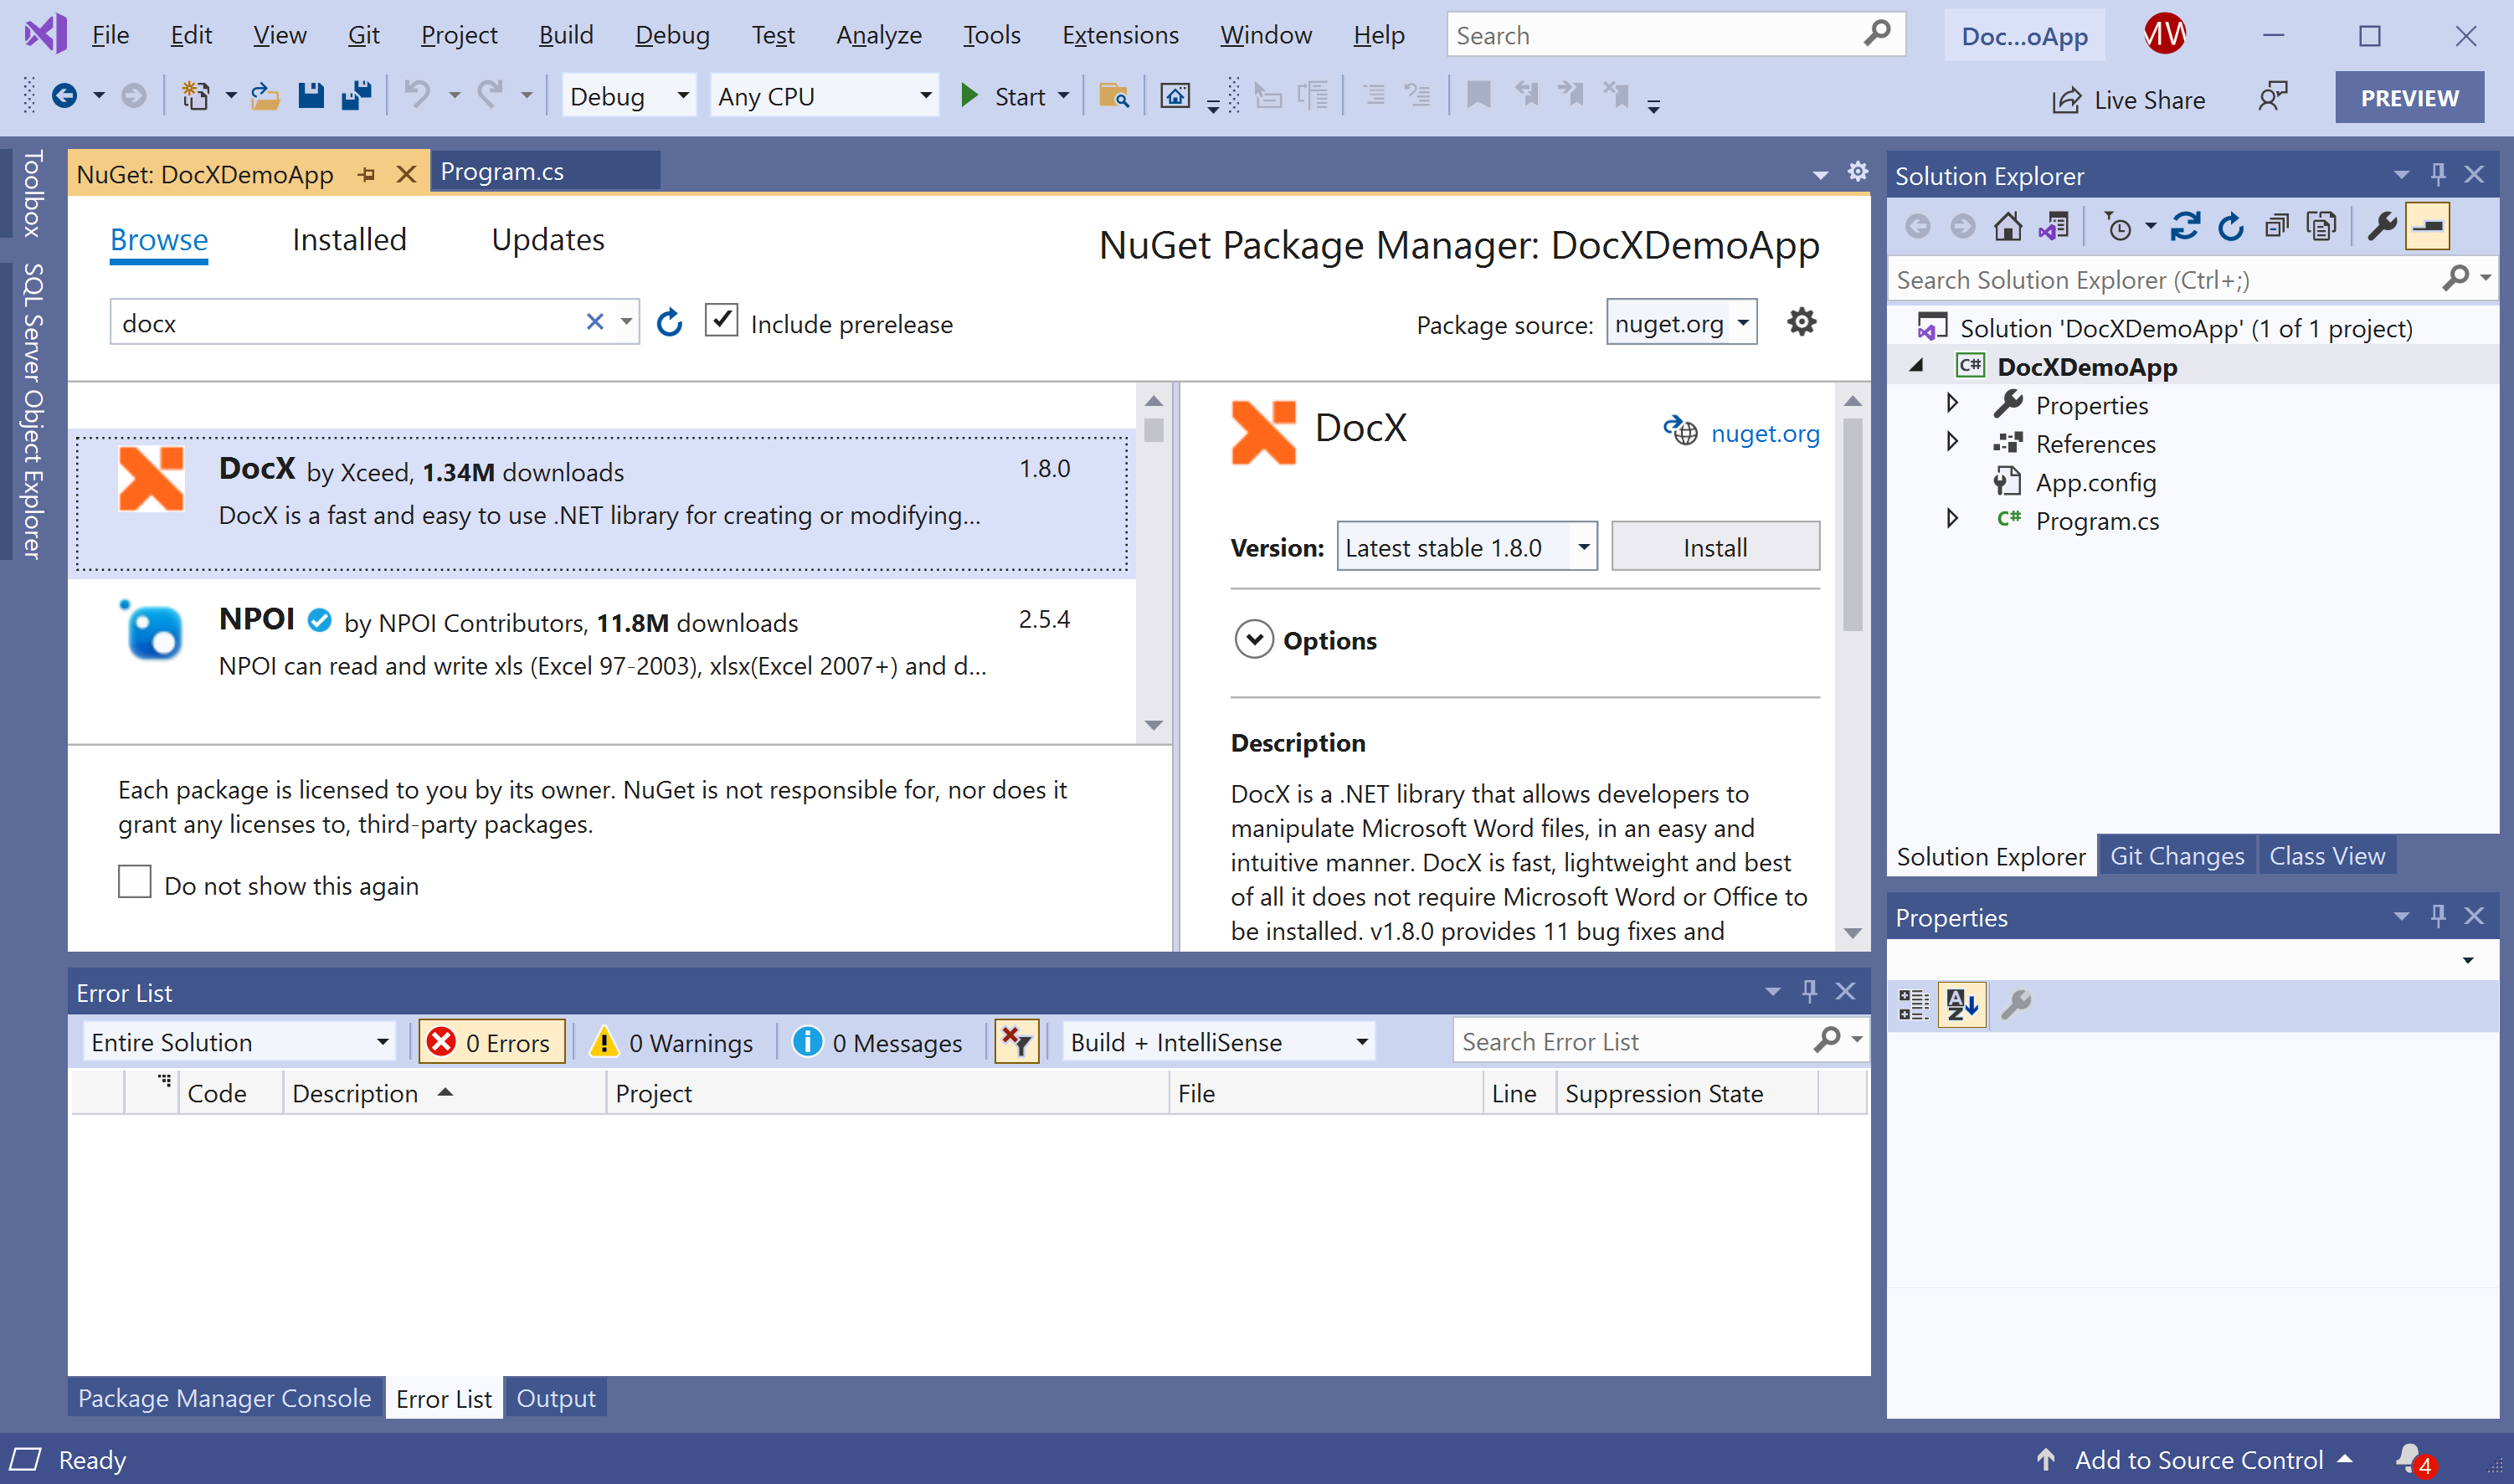 File Edit View Git Project Build Debug Test Analyze Tools Extensions Window Help Search Doc...oApp MW
Debug Any CPU Start Live Share PREVIEW
Toolbox
SQL Server Object Explorer
NuGet: DocXDemoApp Program.cs
Browse Installed Updates
NuGet Package Manager: DocXDemoApp
docx Include prerelease Package source: nuget.org
DocX by Xceed, 1.34M downloads 1.8.0
DocX is a fast and easy to use .NET library for creating or modifying...
NPOI by NPOI Contributors, 11.8M downloads 2.5.4
NPOI can read and write xls (Excel 97-2003), xlsx(Excel 2007+) and d...
Each package is licensed to you by its owner. NuGet is not responsible for, nor does it
grant any licenses to, third-party packages.
Do not show this again
DocX nuget.org
Version: Latest stable 1.8.0 Install
Options
Description
DocX is a .NET library that allows developers to
manipulate Microsoft Word files, in an easy and
intuitive manner. DocX is fast, lightweight and best
of all it does not require Microsoft Word or Office to
be installed. v1.8.0 provides 11 bug fixes and
Solution Explorer
Search Solution Explorer (Ctrl+;)
Solution 'DocXDemoApp' (1 of 1 project)
C# DocXDemoApp
Properties
References
App.config
C# Program.cs
Solution Explorer Git Changes Class View
Properties
Error List
Entire Solution 0 Errors 0 Warnings 0 Messages Build + IntelliSense Search Error List
Code Description Project File Line Suppression State
Package Manager Console Error List Output
Ready Add to Source Control 4